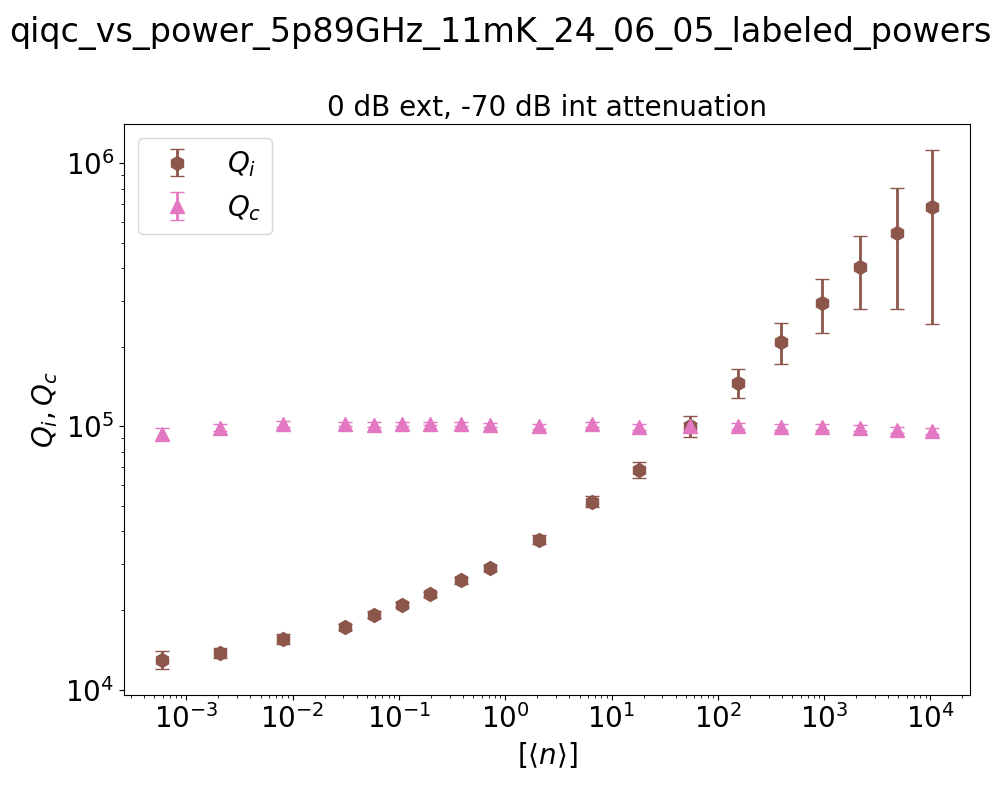 qiqc_vs_power_5p89GHz_11mK_24_06_05_labeled_powers
0 dB ext, -70 dB int attenuation
Q_i
Q_c
10^6
10^5
10^4
Q_i, Q_c
10^-3 10^-2 10^-1 10^0 10^1 10^2 10^3 10^4
[⟨n⟩]